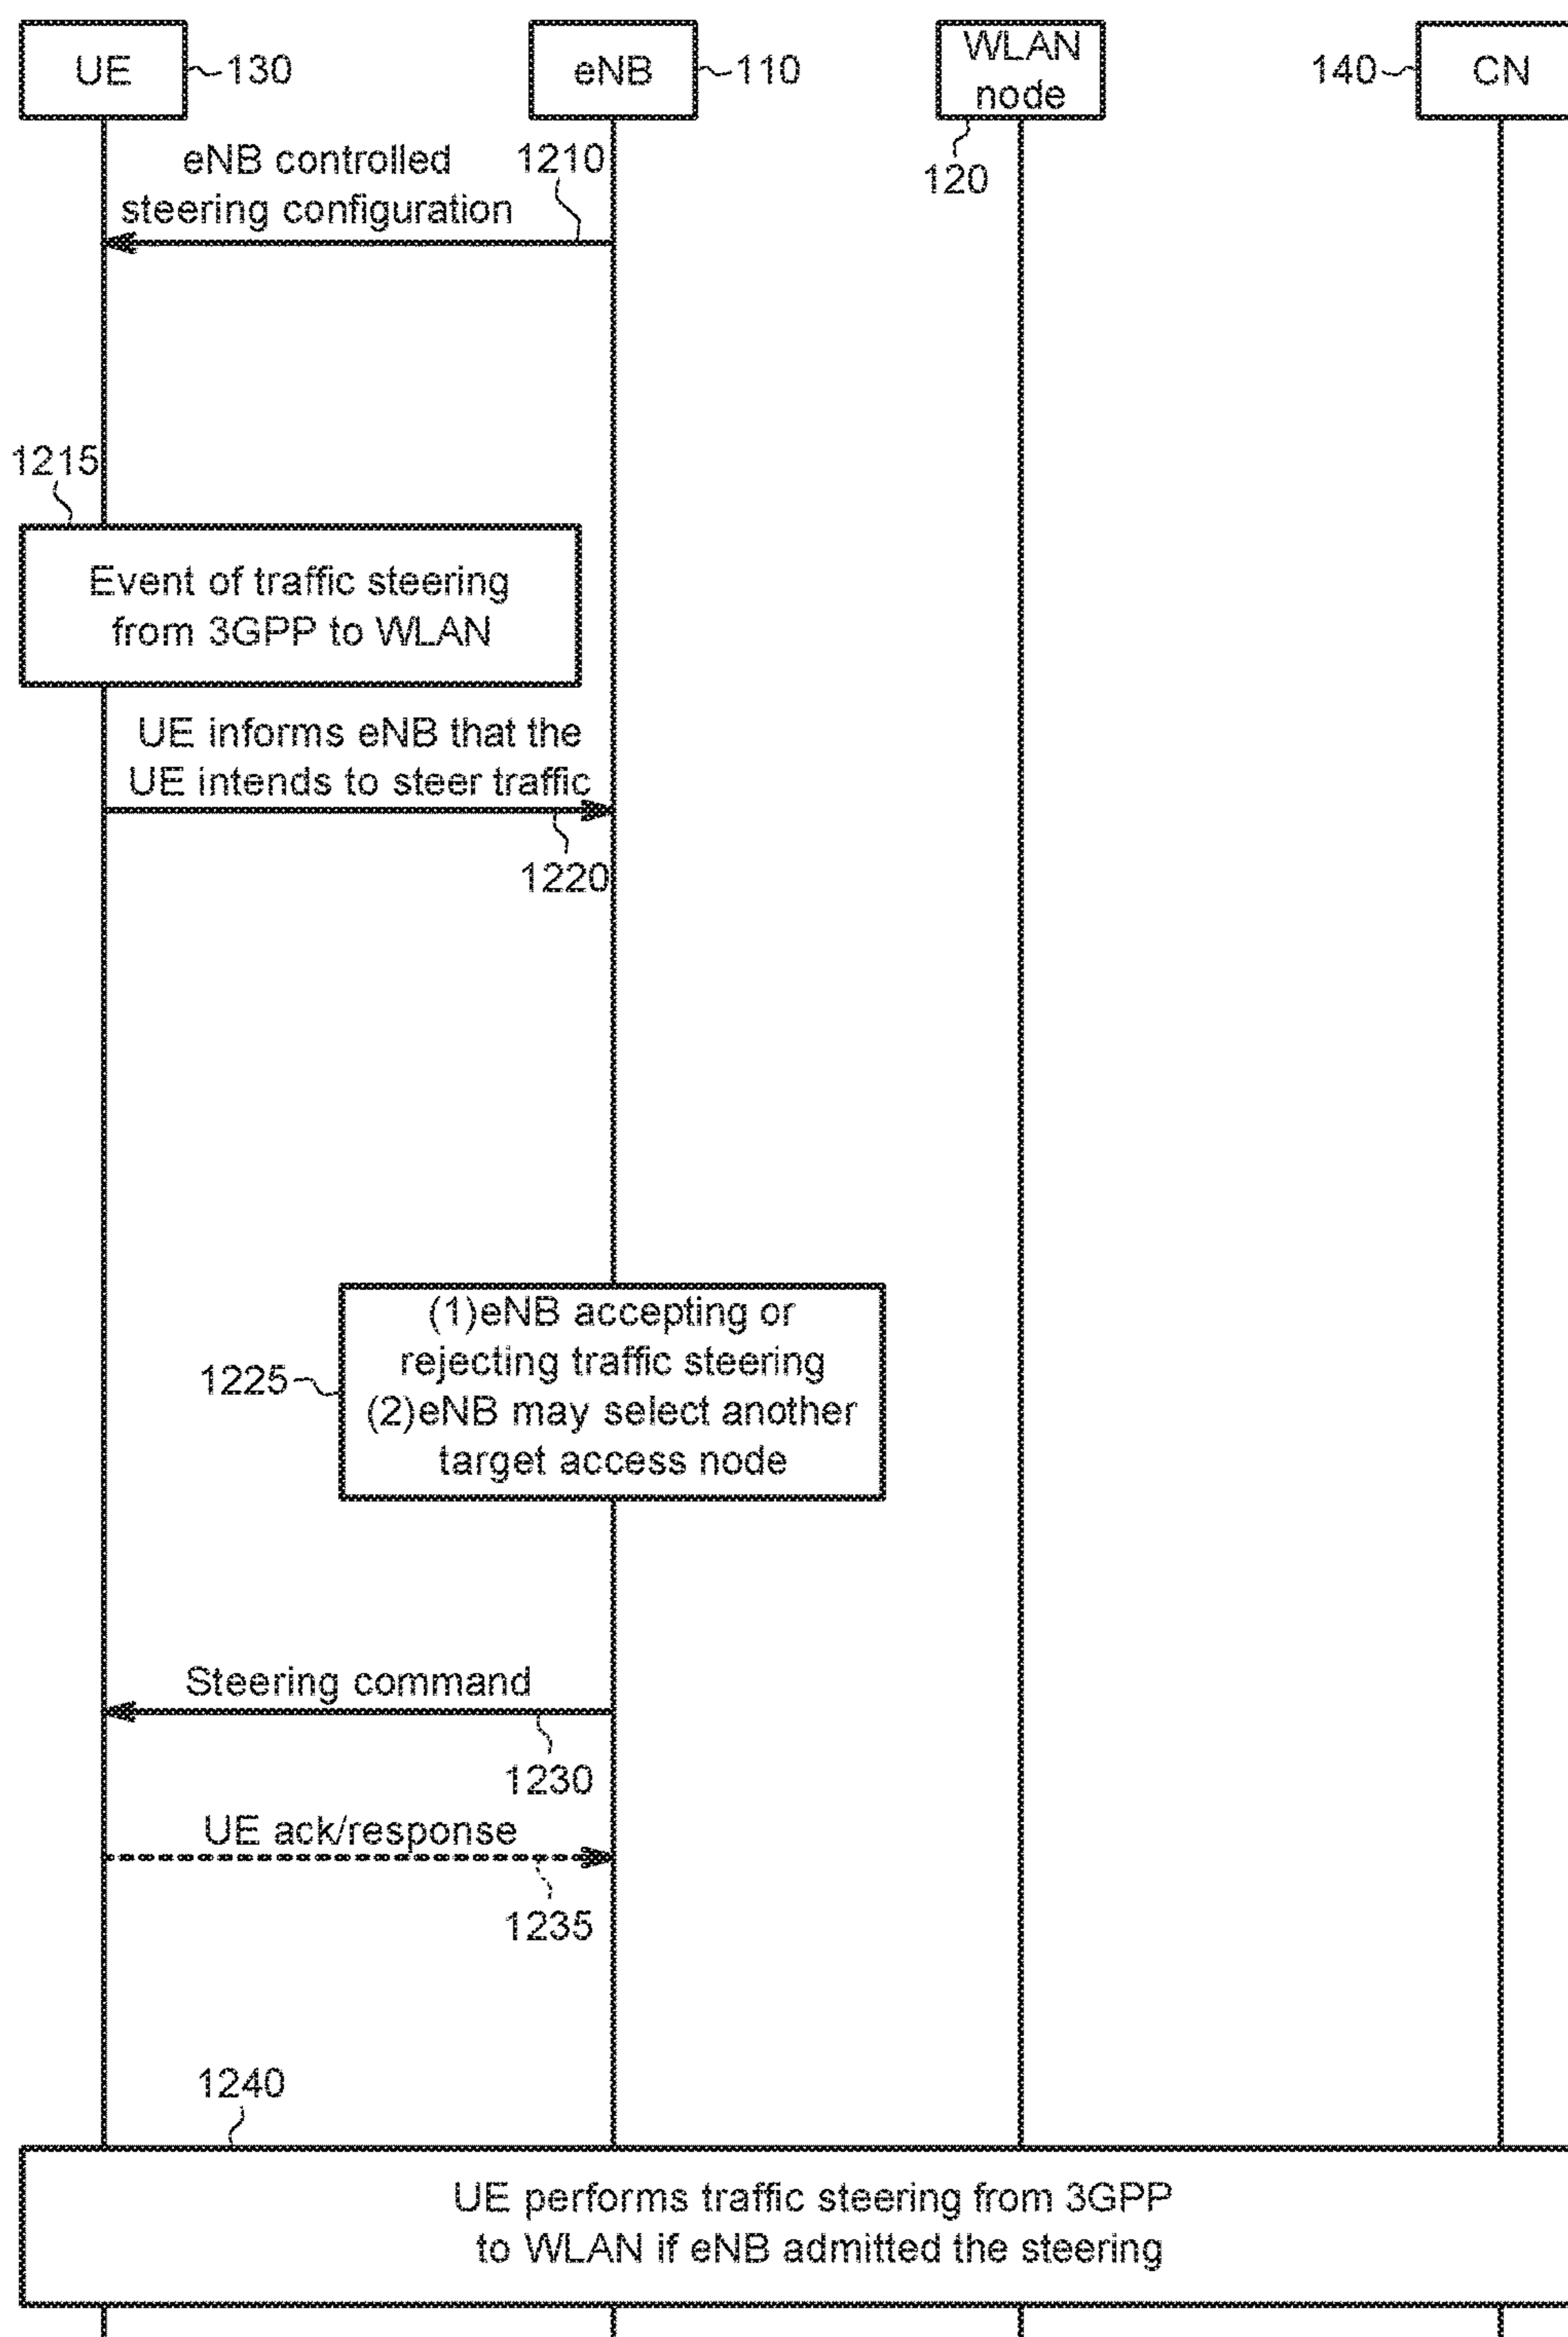 UE
130
eNB
110
WLAN
node
120
140
CN
eNB controlled
steering configuration
1210
1215
Event of traffic steering
from 3GPP to WLAN
UE informs eNB that the
UE intends to steer traffic
1220
(1)eNB accepting or
rejecting traffic steering
(2)eNB may select another
target access node
1225
Steering command
1230
UE ack/response
1235
1240
UE performs traffic steering from 3GPP
to WLAN if eNB admitted the steering